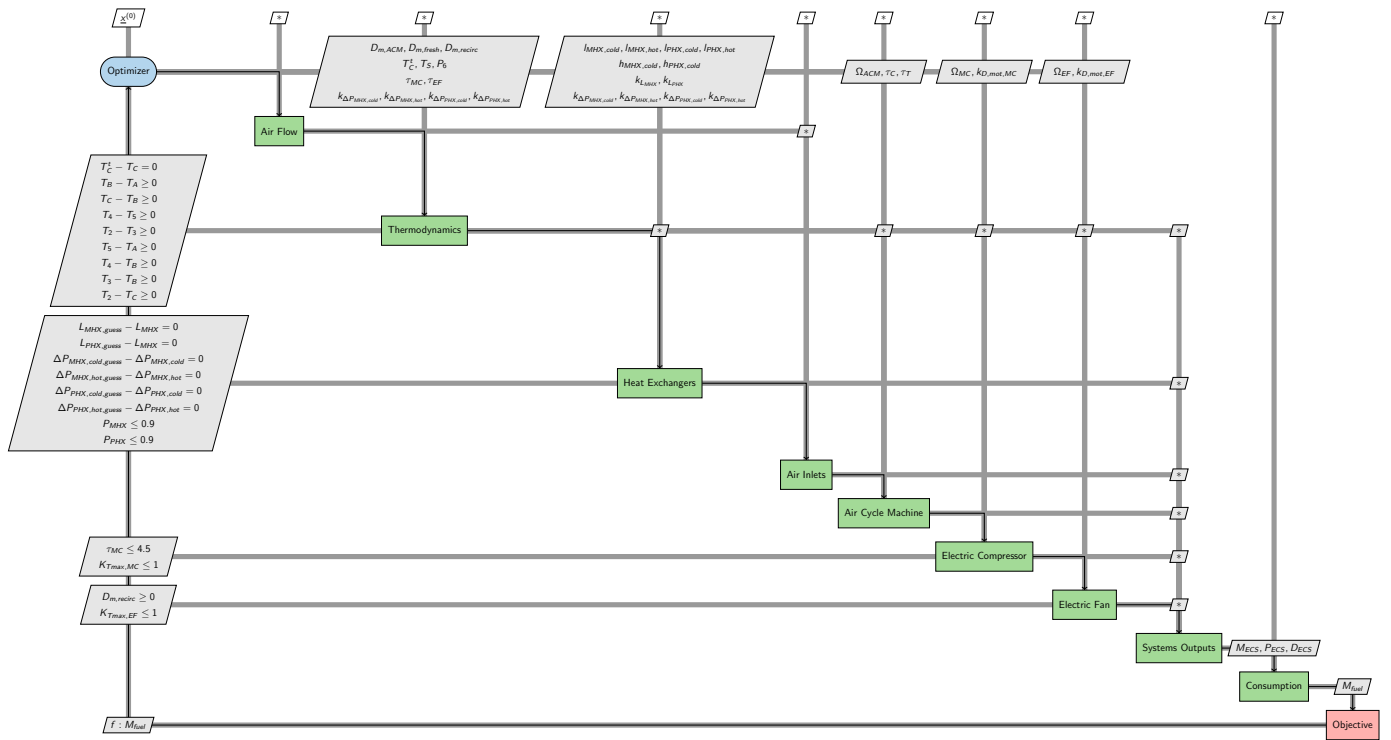 x^(0)
*
*
*
*
*
*
*
*
D_m,ACM, D_m,fresh, D_m,recirc
T_C^t, T_S, P_6
τ_MC, τ_EF
k_ΔP_MHX,cold, k_ΔP_MHX,hot, k_ΔP_PHX,cold, k_ΔP_PHX,hot
l_MHX,cold, l_MHX,hot, l_PHX,cold, l_PHX,hot
h_MHX,cold, h_PHX,cold
k_L_MHX, k_L_PHX
k_ΔP_MHX,cold, k_ΔP_MHX,hot, k_ΔP_PHX,cold, k_ΔP_PHX,hot
Optimizer
Ω_ACM, τ_C, τ_T
Ω_MC, k_D,mot,MC
Ω_EF, k_D,mot,EF
Air Flow
*
T_C^t − T_C = 0
T_B − T_A ≥ 0
T_C − T_B ≥ 0
T_4 − T_5 ≥ 0
T_2 − T_3 ≥ 0
T_5 − T_A ≥ 0
T_4 − T_B ≥ 0
T_3 − T_B ≥ 0
T_2 − T_C ≥ 0
Thermodynamics
*
*
*
*
*
L_MHX,guess − L_MHX = 0
L_PHX,guess − L_MHX = 0
ΔP_MHX,cold,guess − ΔP_MHX,cold = 0
ΔP_MHX,hot,guess − ΔP_MHX,hot = 0
ΔP_PHX,cold,guess − ΔP_PHX,cold = 0
ΔP_PHX,hot,guess − ΔP_PHX,hot = 0
P_MHX ≤ 0.9
P_PHX ≤ 0.9
Heat Exchangers
*
Air Inlets
*
Air Cycle Machine
*
τ_MC ≤ 4.5
K_Tmax,MC ≤ 1
Electric Compressor
*
D_m,recirc ≥ 0
K_Tmax,EF ≤ 1
Electric Fan
*
Systems Outputs
M_ECS, P_ECS, D_ECS
Consumption
M_fuel
f : M_fuel
Objective